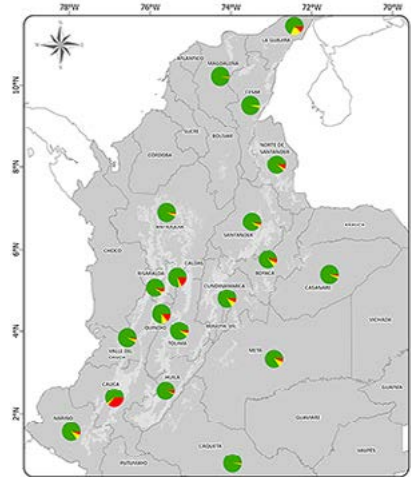 78°W 76°W 74°W 72°W 70°W
LA GUAJIRA
ATLANTICO
MAGDALENA
10°N
CESAR
SUCRE
BOLIVAR
NORTE DE
SANTANDER
8°N
CORDOBA
ANTIOQUIA
SANTANDER
ARAUCA
6°N
CHOCO
CALDAS
BOYACA
RISARALDA
CASANARE
CUNDINAMARCA
VICHADA
QUINDIO
4°N
TOLIMA
VALLE DEL
CAUCA
META
HUILA
CAUCA
GUAINIA
2°N
NARIÑO
GUAVIARE
VAUPES
CAQUETA
PUTUMAYO